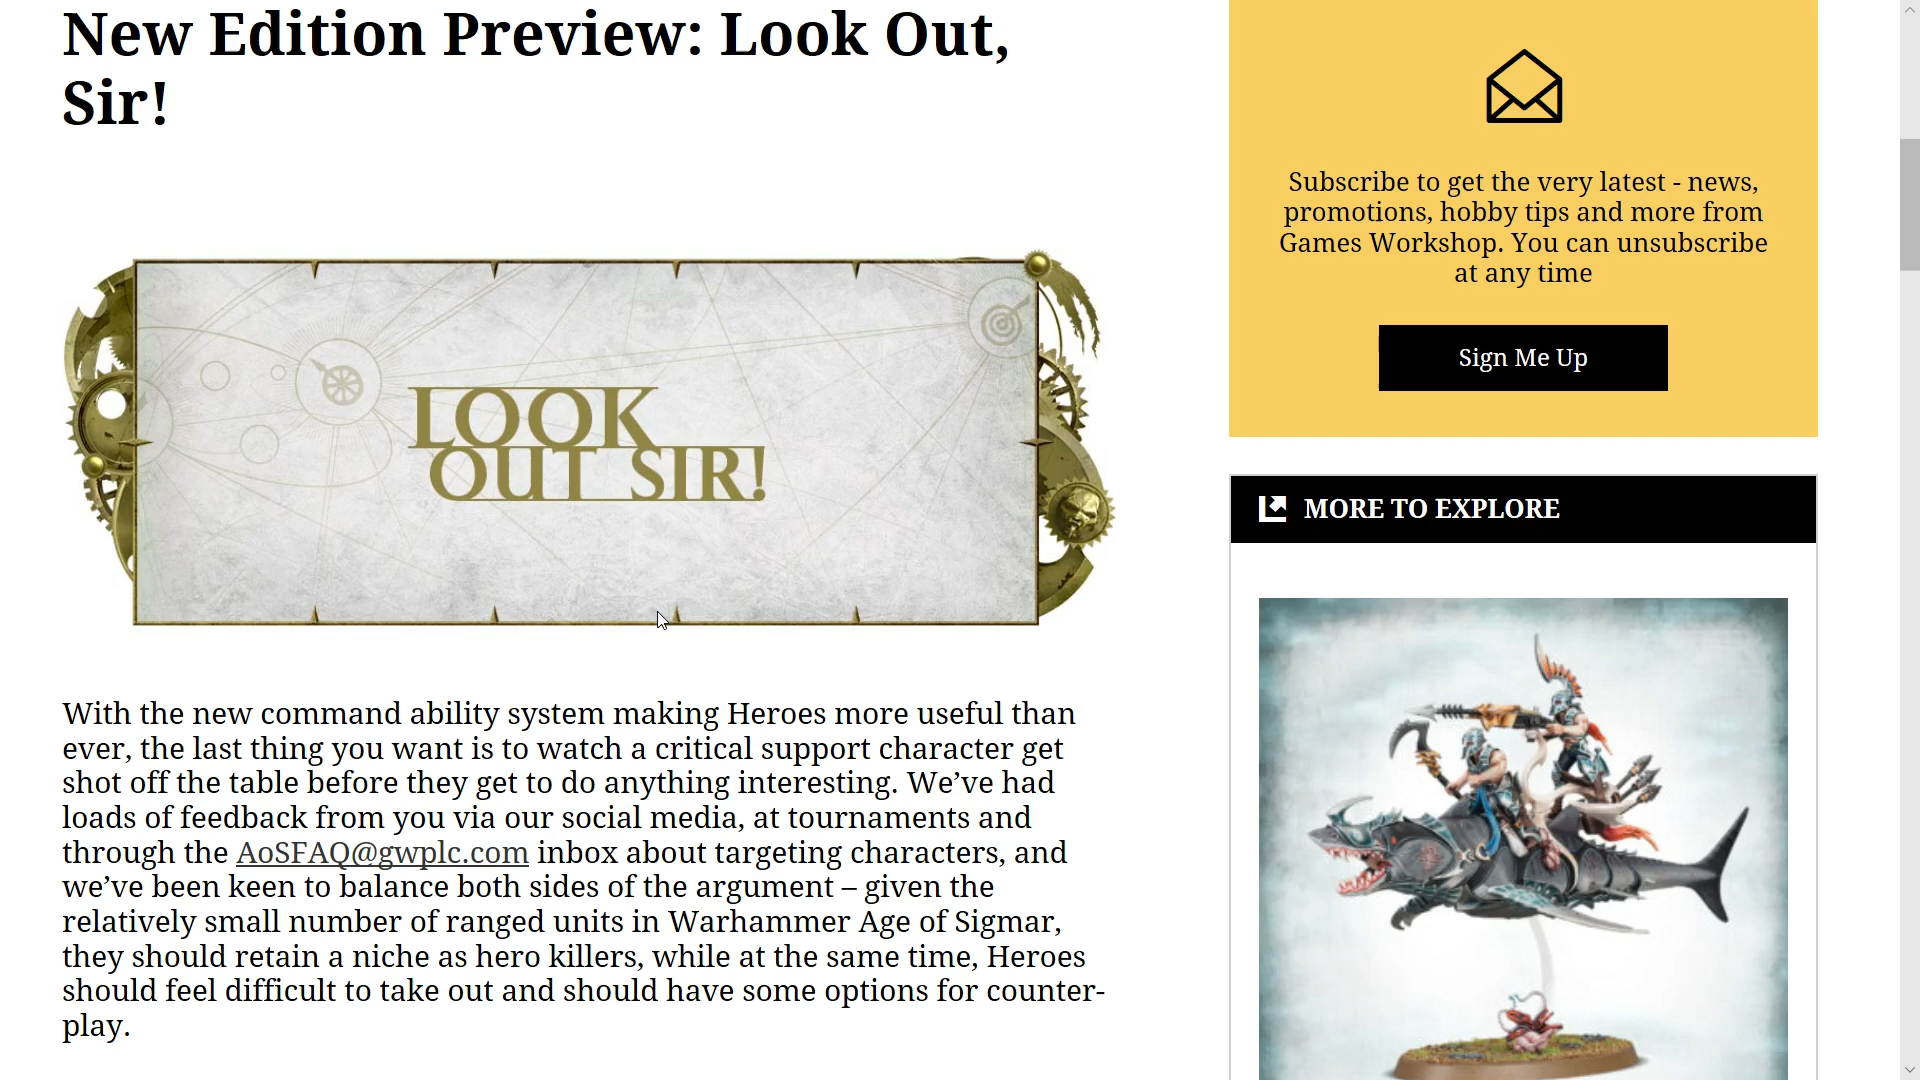 New Edition Preview: Look Out,
Sir!
LOOK
OUT SIR!
With the new command ability system making Heroes more useful than
ever, the last thing you want is to watch a critical support character get
shot off the table before they get to do anything interesting. We’ve had
loads of feedback from you via our social media, at tournaments and
through the AoSFAQ@gwplc.com inbox about targeting characters, and
we’ve been keen to balance both sides of the argument – given the
relatively small number of ranged units in Warhammer Age of Sigmar,
they should retain a niche as hero killers, while at the same time, Heroes
should feel difficult to take out and should have some options for counter-
play.
Subscribe to get the very latest - news,
promotions, hobby tips and more from
Games Workshop. You can unsubscribe
at any time
Sign Me Up
MORE TO EXPLORE